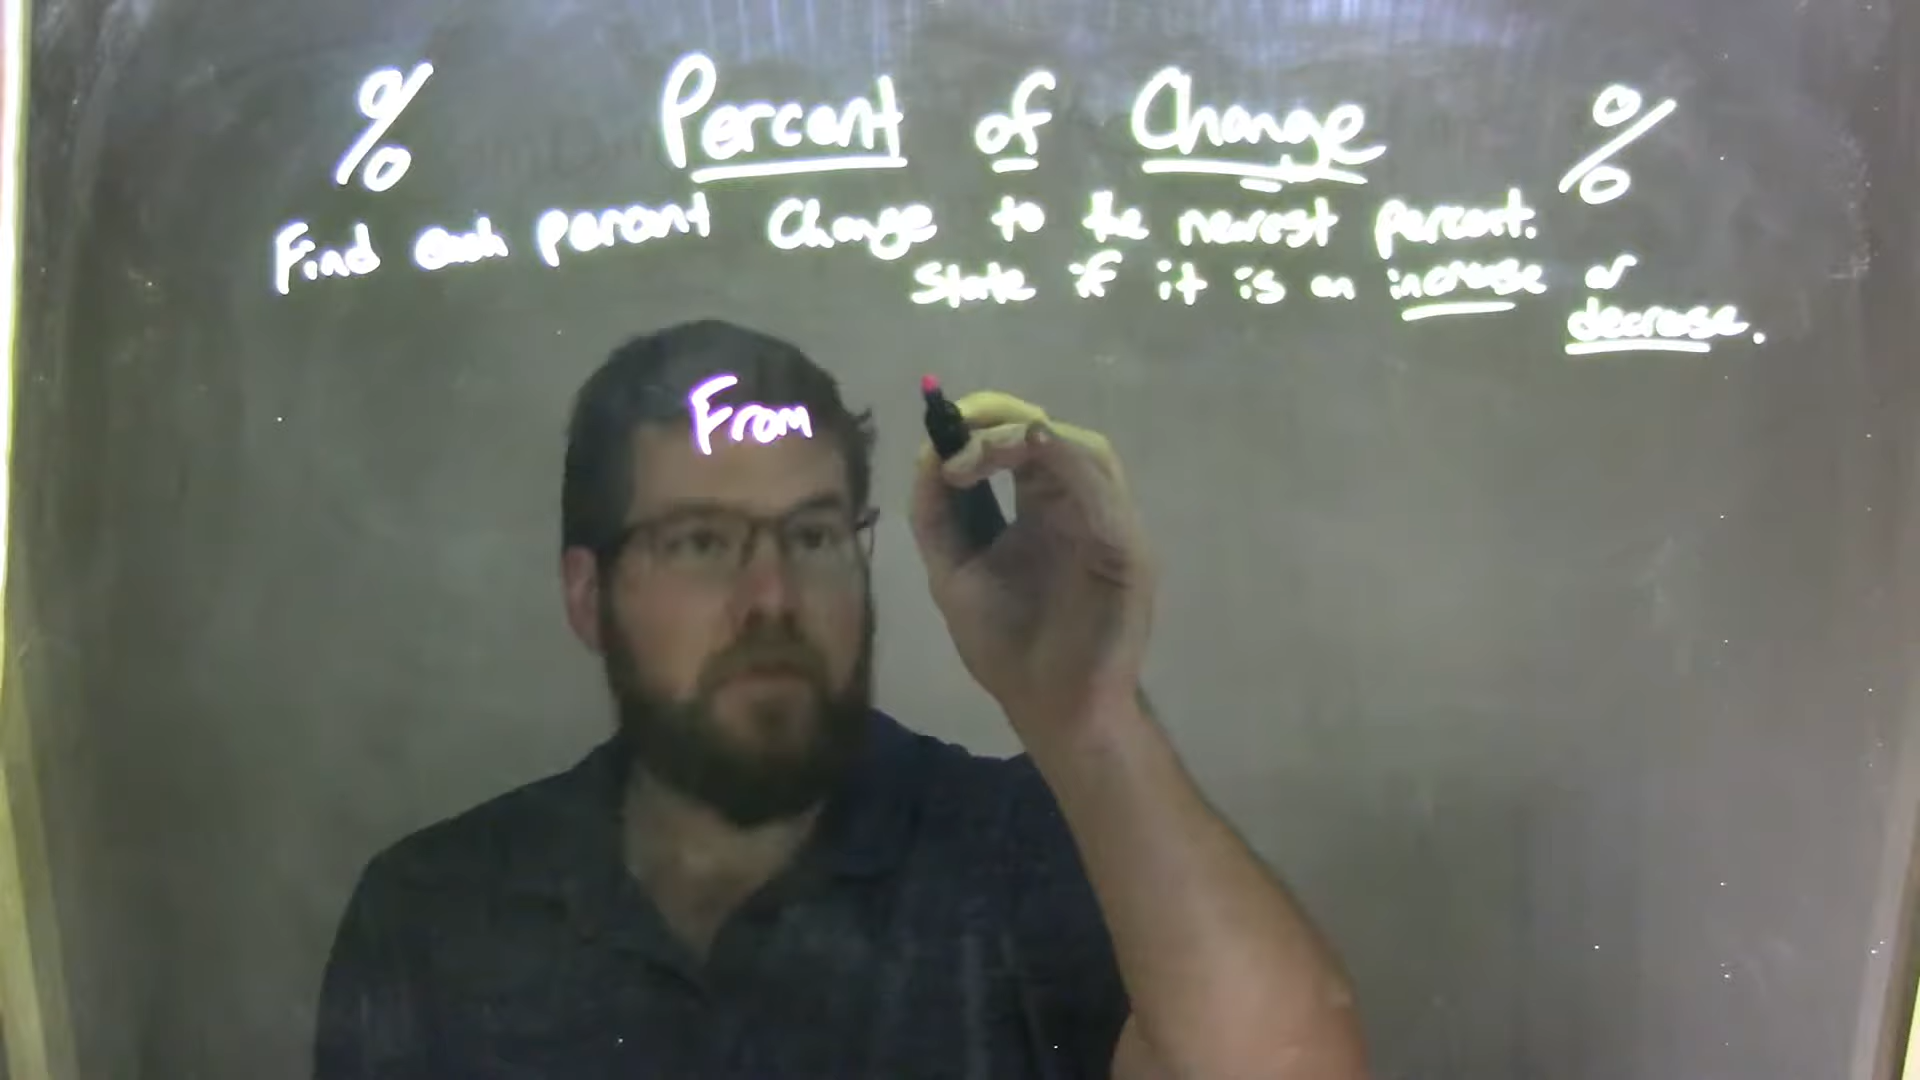 % Percent of Change %
Find each percent change to the nearest percent.
State if it is an increase or
decrease.
From